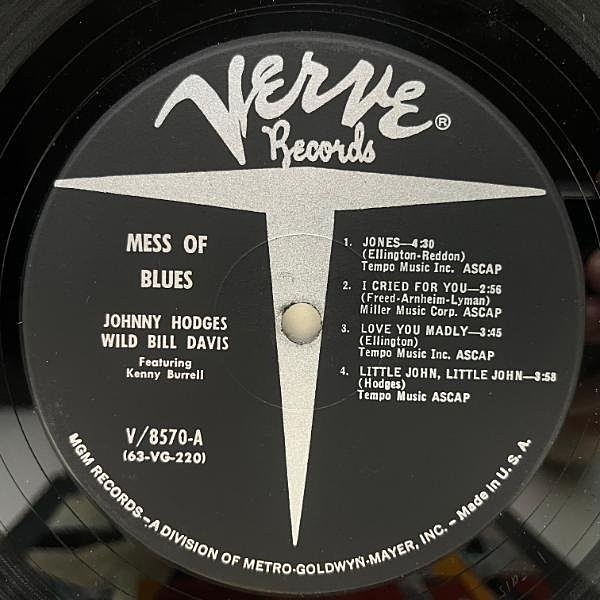 VERVE ®
Records
MESS OF
BLUES
JOHNNY HODGES
WILD BILL DAVIS
Featuring
Kenny Burrell
V/8570-A
(63-VG-220)
1. JONES—4:30
(Ellington-Reddon)
Tempo Music Inc. ASCAP
2. I CRIED FOR YOU—2:56
(Freed-Arnheim-Lyman)
Miller Music Corp. ASCAP
3. LOVE YOU MADLY—3:45
(Ellington)
Tempo Music Inc. ASCAP
4. LITTLE JOHN, LITTLE JOHN—3:58
(Hodges)
Tempo Music ASCAP
MGM RECORDS—A DIVISION OF METRO-GOLDWYN-MAYER, INC. – Made in U. S. A.